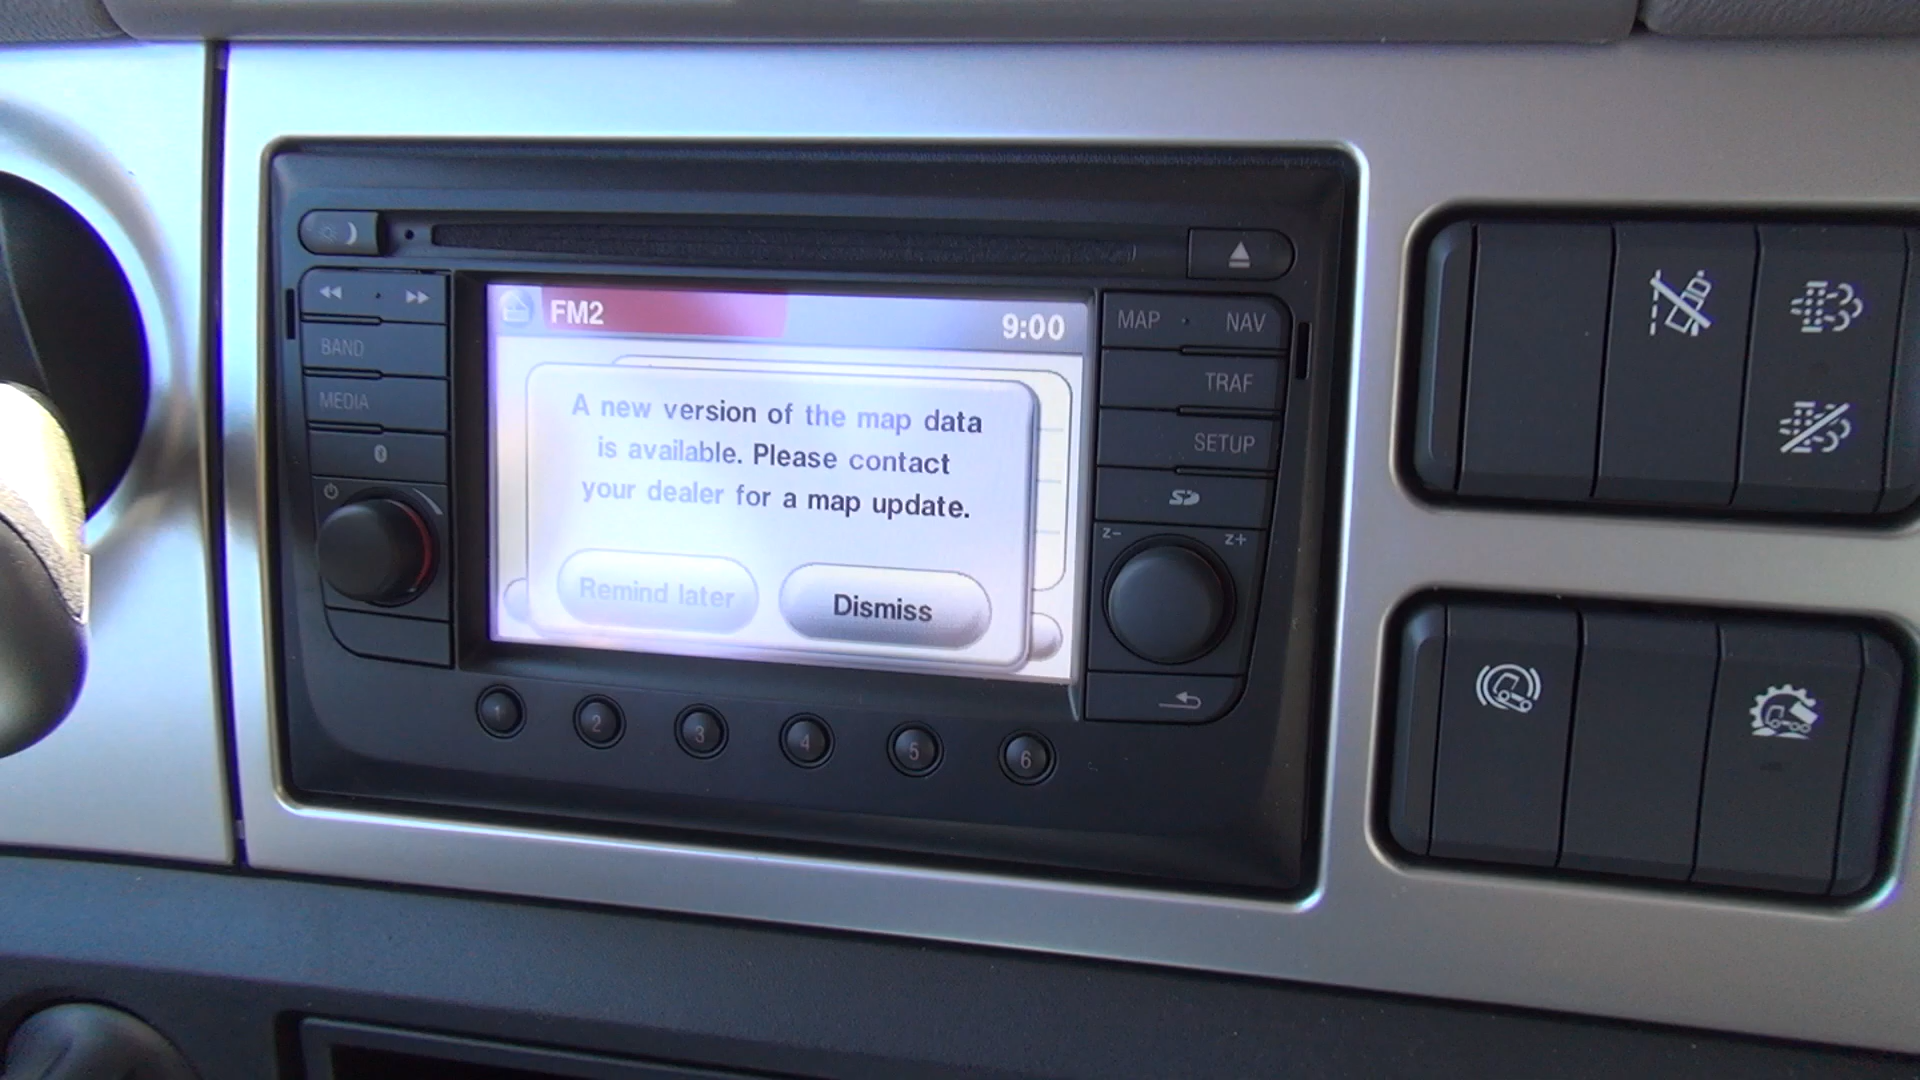 FM2
9:00
A new version of the map data
is available. Please contact
your dealer for a map update.
Remind later
Dismiss
BAND
MEDIA
MAP · NAV
TRAF
SETUP
SD
Z- Z+
1 2 3 4 5 6